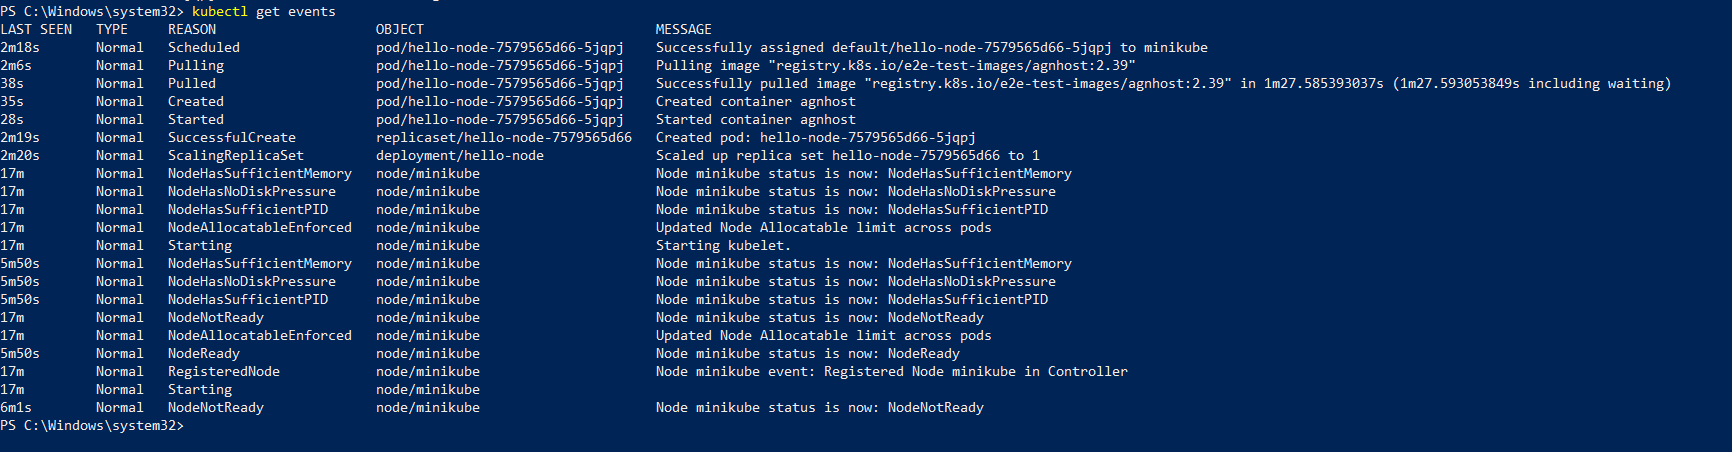 PS C:\Windows\system32> kubectl get events
LAST SEEN   TYPE     REASON                    OBJECT                             MESSAGE
2m18s       Normal   Scheduled                 pod/hello-node-7579565d66-5jqpj    Successfully assigned default/hello-node-7579565d66-5jqpj to minikube
2m6s        Normal   Pulling                   pod/hello-node-7579565d66-5jqpj    Pulling image "registry.k8s.io/e2e-test-images/agnhost:2.39"
38s         Normal   Pulled                    pod/hello-node-7579565d66-5jqpj    Successfully pulled image "registry.k8s.io/e2e-test-images/agnhost:2.39" in 1m27.585393037s (1m27.593053849s including waiting)
35s         Normal   Created                   pod/hello-node-7579565d66-5jqpj    Created container agnhost
28s         Normal   Started                   pod/hello-node-7579565d66-5jqpj    Started container agnhost
2m19s       Normal   SuccessfulCreate          replicaset/hello-node-7579565d66   Created pod: hello-node-7579565d66-5jqpj
2m20s       Normal   ScalingReplicaSet         deployment/hello-node              Scaled up replica set hello-node-7579565d66 to 1
17m         Normal   NodeHasSufficientMemory   node/minikube                      Node minikube status is now: NodeHasSufficientMemory
17m         Normal   NodeHasNoDiskPressure     node/minikube                      Node minikube status is now: NodeHasNoDiskPressure
17m         Normal   NodeHasSufficientPID      node/minikube                      Node minikube status is now: NodeHasSufficientPID
17m         Normal   NodeAllocatableEnforced   node/minikube                      Updated Node Allocatable limit across pods
17m         Normal   Starting                  node/minikube                      Starting kubelet.
5m50s       Normal   NodeHasSufficientMemory   node/minikube                      Node minikube status is now: NodeHasSufficientMemory
5m50s       Normal   NodeHasNoDiskPressure     node/minikube                      Node minikube status is now: NodeHasNoDiskPressure
5m50s       Normal   NodeHasSufficientPID      node/minikube                      Node minikube status is now: NodeHasSufficientPID
17m         Normal   NodeNotReady              node/minikube                      Node minikube status is now: NodeNotReady
17m         Normal   NodeAllocatableEnforced   node/minikube                      Updated Node Allocatable limit across pods
5m50s       Normal   NodeReady                 node/minikube                      Node minikube status is now: NodeReady
17m         Normal   RegisteredNode            node/minikube                      Node minikube event: Registered Node minikube in Controller
17m         Normal   Starting                  node/minikube
6m1s        Normal   NodeNotReady              node/minikube                      Node minikube status is now: NodeNotReady
PS C:\Windows\system32>